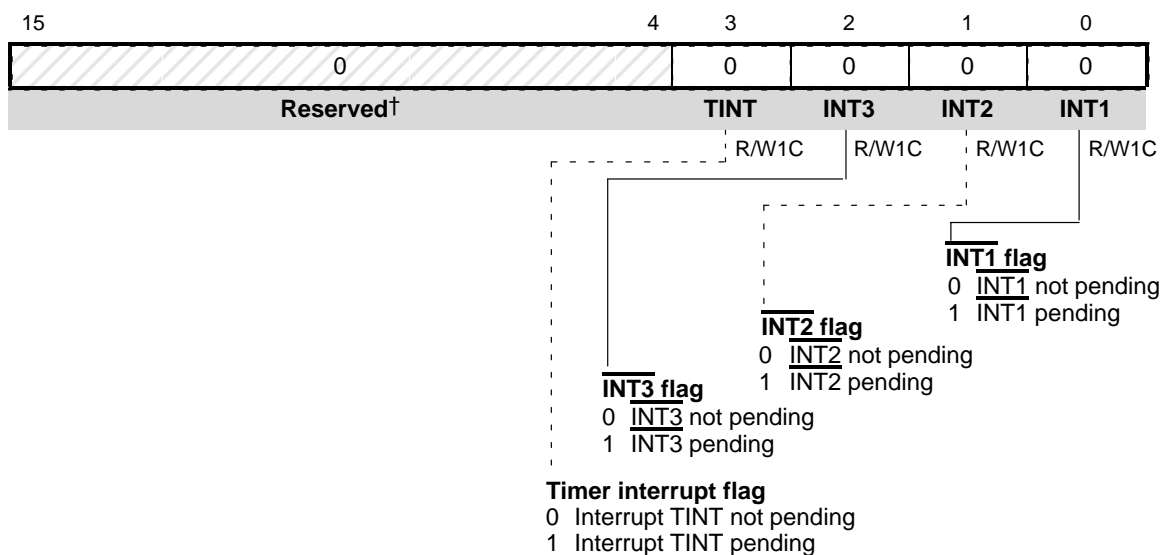 15 4 3 2 1 0
0 0 0 0 0
Reserved† TINT INT3 INT2 INT1
R/W1C R/W1C R/W1C R/W1C
INT1 flag
0 INT1 not pending
1 INT1 pending
INT2 flag
0 INT2 not pending
1 INT2 pending
INT3 flag
0 INT3 not pending
1 INT3 pending
Timer interrupt flag
0 Interrupt TINT not pending
1 Interrupt TINT pending